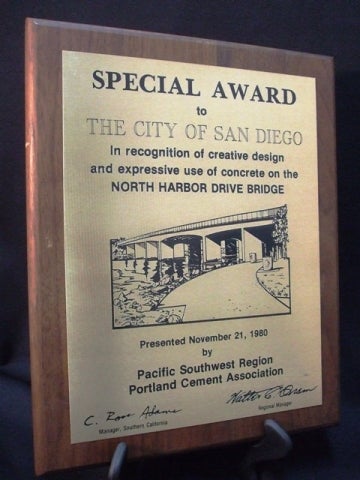 SPECIAL AWARD
to
THE CITY OF SAN DIEGO
In recognition of creative design
and expressive use of concrete on the
NORTH HARBOR DRIVE BRIDGE
Presented November 21, 1980
by
Pacific Southwest Region
Portland Cement Association
C. Ross Adams
Manager, Southern California
Regional Manager